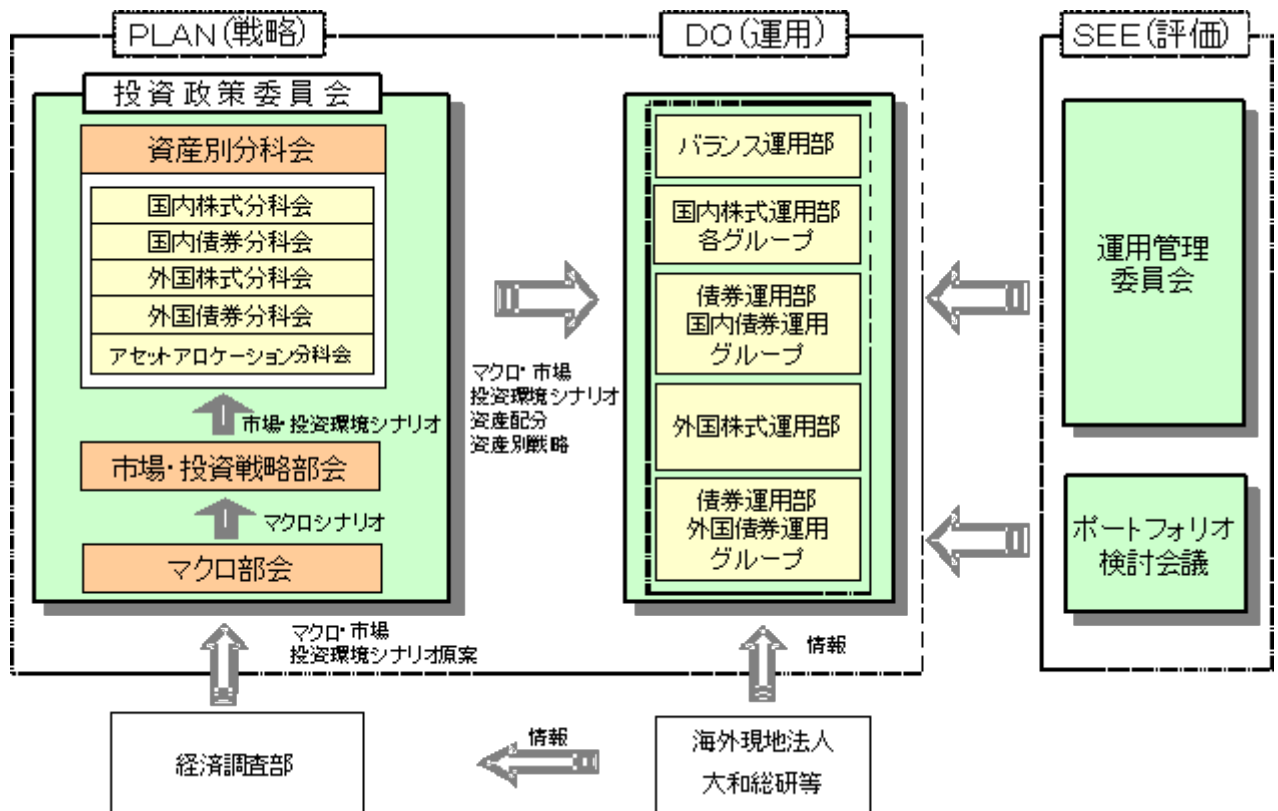 PLAN(戦略)
DO(運用)
SEE(評価)
投資政策委員会
資産別分科会
国内株式分科会
国内債券分科会
外国株式分科会
外国債券分科会
アセットアロケーション分科会
市場・投資環境シナリオ
市場・投資戦略部会
マクロシナリオ
マクロ部会
マクロ・市場
投資環境シナリオ
資産配分
資産別戦略
バランス運用部
国内株式運用部
各グループ
債券運用部
国内債券運用
グループ
外国株式運用部
債券運用部
外国債券運用
グループ
運用管理
委員会
ポートフォリオ
検討会議
マクロ・市場
投資環境シナリオ原案
情報
経済調査部
情報
海外現地法人
大和総研等